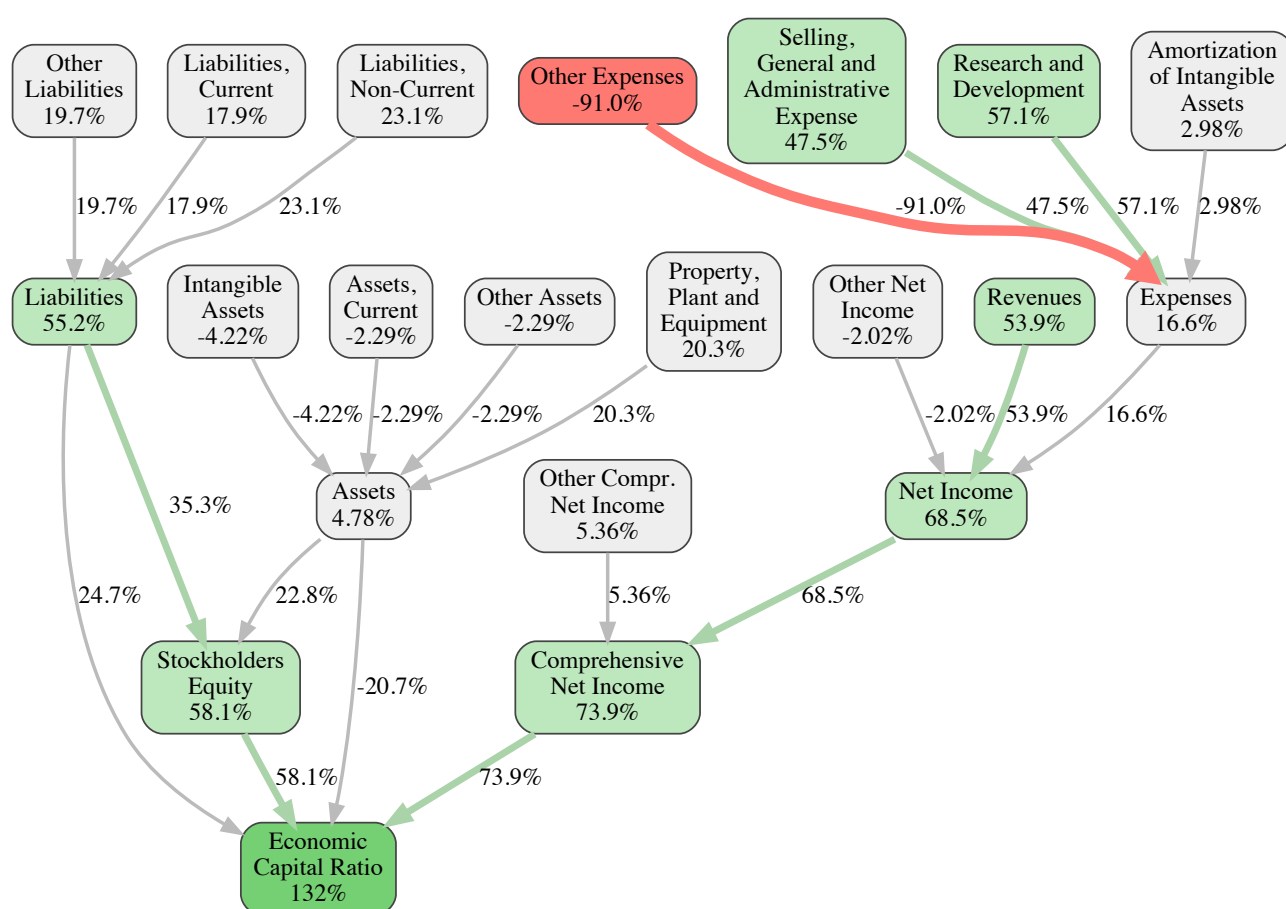 Other
Liabilities
19.7%
Liabilities,
Current
17.9%
Liabilities,
Non-Current
23.1%
Other Expenses
-91.0%
Selling,
General and
Administrative
Expense
47.5%
Research and
Development
57.1%
Amortization
of Intangible
Assets
2.98%
19.7%
17.9%
23.1%
-91.0%
47.5%
57.1%
2.98%
Liabilities
55.2%
Intangible
Assets
-4.22%
Assets,
Current
-2.29%
Other Assets
-2.29%
Property,
Plant and
Equipment
20.3%
Other Net
Income
-2.02%
Revenues
53.9%
Expenses
16.6%
-4.22%
-2.29%
-2.29%
20.3%
-2.02%
53.9%
16.6%
35.3%
Assets
4.78%
Other Compr.
Net Income
5.36%
Net Income
68.5%
24.7%
22.8%
5.36%
68.5%
Stockholders
Equity
58.1%
-20.7%
Comprehensive
Net Income
73.9%
58.1%
73.9%
Economic
Capital Ratio
132%